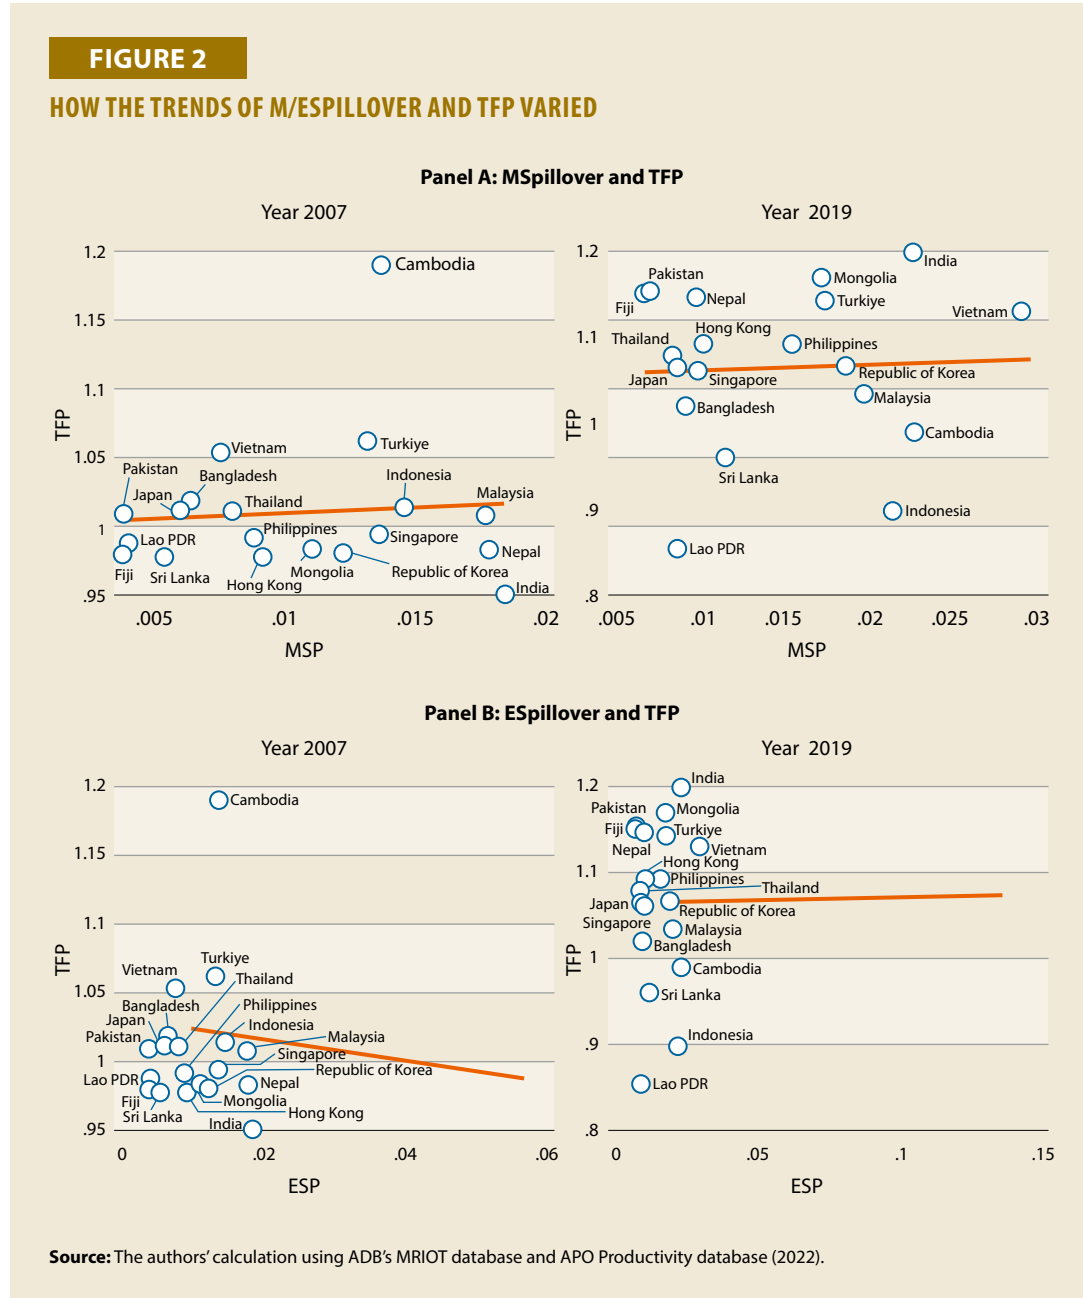 FIGURE 2
HOW THE TRENDS OF M/ESPILLOVER AND TFP VARIED
Panel A: MSpillover and TFP
Year 2007
1.2
1.15
1.1
1.05
1
.95
TFP
Cambodia
Vietnam
Turkiye
Pakistan
Bangladesh
Japan
Thailand
Indonesia
Malaysia
Lao PDR
Philippines
Singapore
Fiji
Sri Lanka
Hong Kong
Mongolia
Republic of Korea
Nepal
India
.005
.01
.015
.02
MSP
Year 2019
1.2
1.1
1
.9
.8
TFP
India
Pakistan
Mongolia
Fiji
Nepal
Turkiye
Vietnam
Hong Kong
Thailand
Philippines
Japan
Singapore
Republic of Korea
Malaysia
Bangladesh
Cambodia
Sri Lanka
Indonesia
Lao PDR
.005
.01
.015
.02
.025
.03
MSP
Panel B: ESpillover and TFP
Year 2007
1.2
1.15
1.1
1.05
1
.95
TFP
Cambodia
Turkiye
Vietnam
Thailand
Bangladesh
Philippines
Japan
Indonesia
Pakistan
Malaysia
Singapore
Republic of Korea
Lao PDR
Nepal
Fiji
Mongolia
Sri Lanka
Hong Kong
India
0
.02
.04
.06
ESP
Year 2019
1.2
1.1
1
.9
.8
TFP
India
Pakistan
Mongolia
Fiji
Turkiye
Nepal
Vietnam
Hong Kong
Philippines
Thailand
Japan
Republic of Korea
Singapore
Malaysia
Bangladesh
Cambodia
Sri Lanka
Indonesia
Lao PDR
0
.05
.1
.15
ESP
Source: The authors' calculation using ADB's MRIOT database and APO Productivity database (2022).